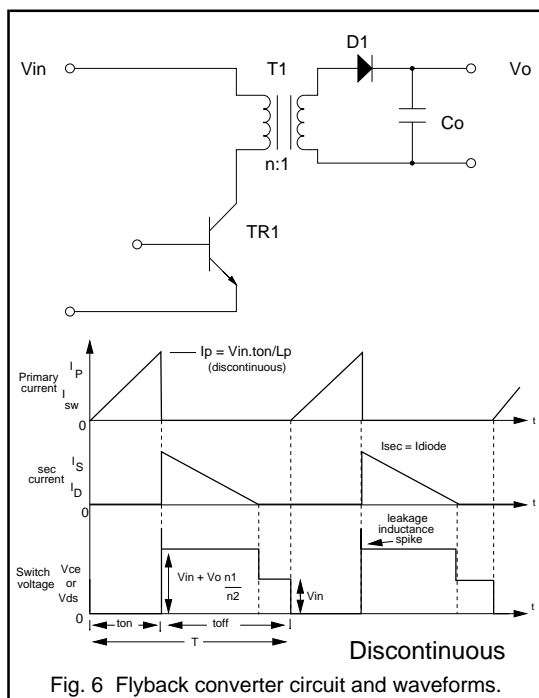 D1
Vin
T1
Vo
Co
n:1
TR1
Ip = Vin.ton/Lp
(discontinuous)
Primary
current
I P
I sw
0
t
sec
current
I S
I D
0
Isec = Idiode
t
leakage
inductance
spike
Switch
voltage
Vce
or
Vds
0
Vin + Vo n1
n2
Vin
t
ton
toff
T
Discontinuous
Fig. 6 Flyback converter circuit and waveforms.